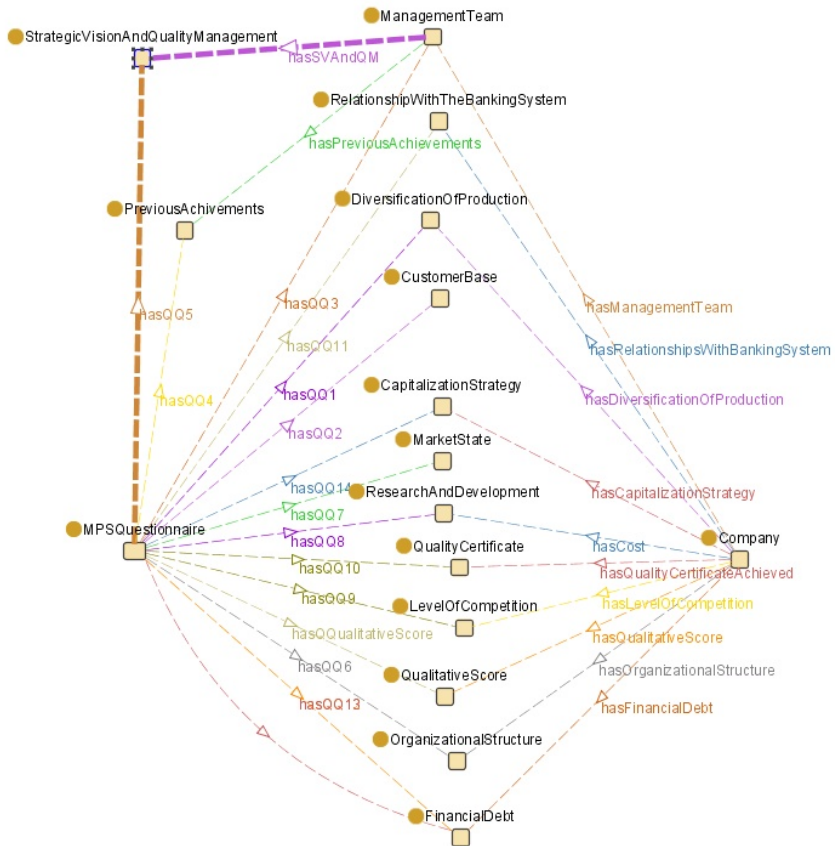 ManagementTeam
StrategicVisionAndQualityManagement
hasSVAndQM
RelationshipWithTheBankingSystem
hasPreviousAchievements
DiversificationOfProduction
PreviousAchivements
CustomerBase
hasQQ3
hasManagementTeam
hasQQ5
hasQQ11
hasRelationshipsWithBankingSystem
CapitalizationStrategy
hasQQ4
hasQQ1
hasDiversificationOfProduction
hasQQ2
MarketState
hasQQ14
ResearchAndDevelopment
hasCapitalizationStrategy
hasQQ7
MPSQuestionnaire
hasQQ8
QualityCertificate
hasCost
Company
hasQQ10
hasQualityCertificateAchieved
hasQQ9
LevelOfCompetition
hasLevelOfCompetition
hasQQualitativeScore
hasQualitativeScore
hasQQ6
QualitativeScore
hasOrganizationalStructure
hasQQ13
hasFinancialDebt
OrganizationalStructure
FinancialDebt